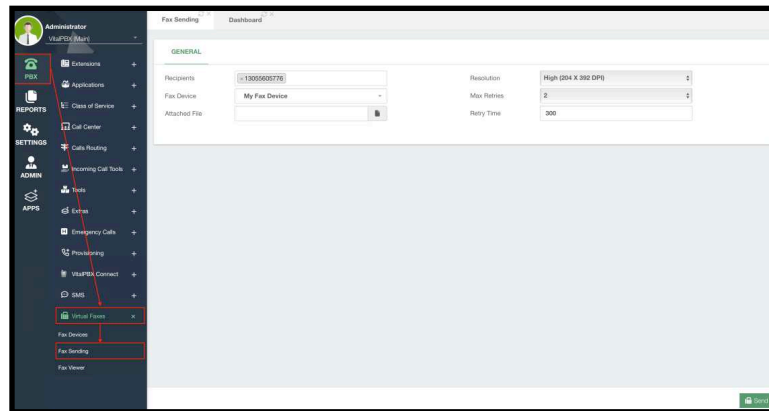 Administrator
VitalPBX (Main)
PBX
REPORTS
SETTINGS
ADMIN
APPS
Extensions +
Applications +
Class of Service +
Call Center +
Calls Routing +
Incoming Call Tools +
Tools +
Extras +
Emergency Calls +
Provisioning +
VitalPBX Connect +
SMS +
Virtual Faxes ×
Fax Devices
Fax Sending
Fax Viewer
Fax Sending
Dashboard
GENERAL
Recipients ×13055605776
Fax Device My Fax Device
Attached File
Resolution High (204 X 392 DPI)
Max Retries 2
Retry Time 300
Send